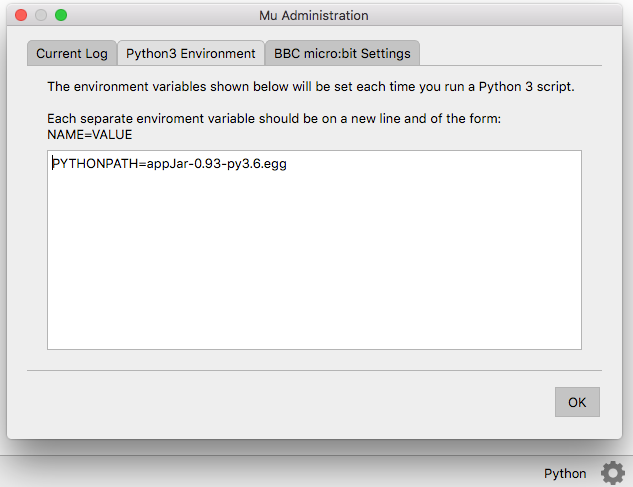 Mu Administration
Current Log
Python3 Environment
BBC micro:bit Settings
The environment variables shown below will be set each time you run a Python 3 script.
Each separate enviroment variable should be on a new line and of the form:
NAME=VALUE
PYTHONPATH=appJar-0.93-py3.6.egg
OK
Python